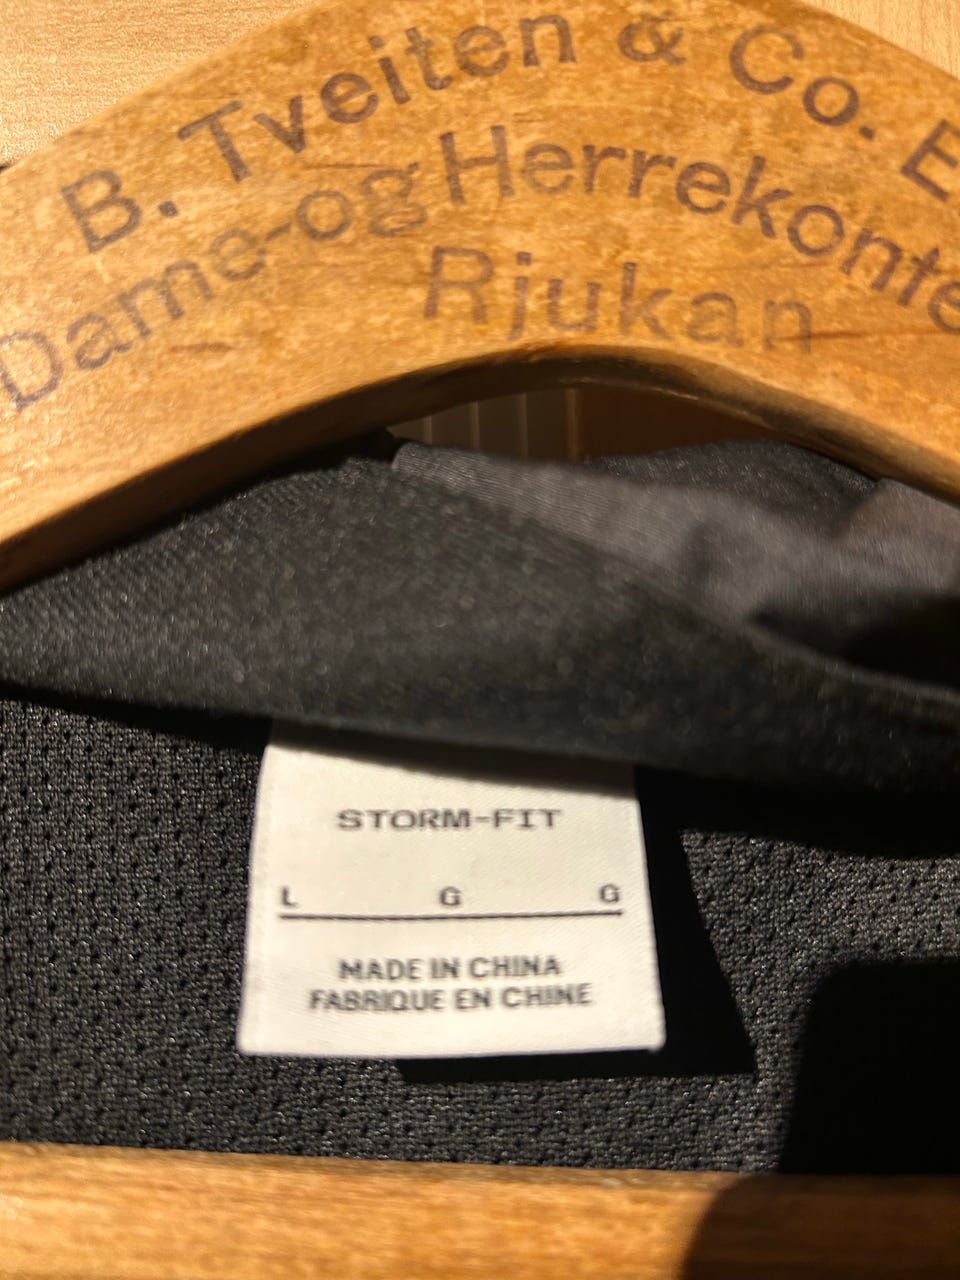 B. Tveiten & Co. E
Dame-og Herrekonfe
Rjukan
STORM-FIT
L G G
MADE IN CHINA
FABRIQUE EN CHINE